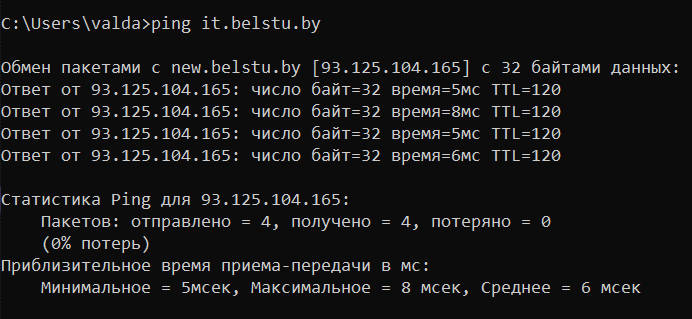 C:\Users\valda>ping it.belstu.by
Обмен пакетами с new.belstu.by [93.125.104.165] с 32 байтами данных:
Ответ от 93.125.104.165: число байт=32 время=5мс TTL=120
Ответ от 93.125.104.165: число байт=32 время=8мс TTL=120
Ответ от 93.125.104.165: число байт=32 время=5мс TTL=120
Ответ от 93.125.104.165: число байт=32 время=6мс TTL=120
Статистика Ping для 93.125.104.165:
Пакетов: отправлено = 4, получено = 4, потеряно = 0
(0% потерь)
Приблизительное время приема-передачи в мс:
Минимальное = 5мсек, Максимальное = 8 мсек, Среднее = 6 мсек